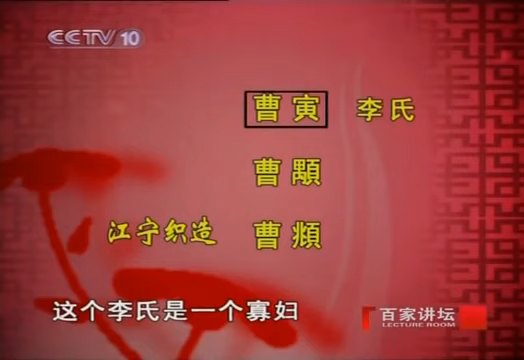 CCTV 10
曹寅 李氏
曹顒
江宁织造 曹頫
这个李氏是一个寡妇
百家讲坛
LECTURE ROOM